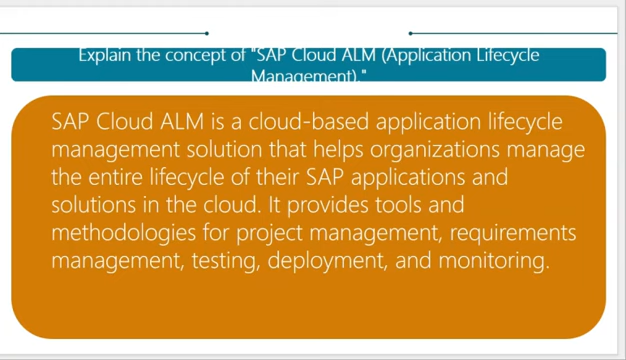 Explain the concept of "SAP Cloud ALM (Application Lifecycle
Management)."
SAP Cloud ALM is a cloud-based application lifecycle
management solution that helps organizations manage
the entire lifecycle of their SAP applications and
solutions in the cloud. It provides tools and
methodologies for project management, requirements
management, testing, deployment, and monitoring.